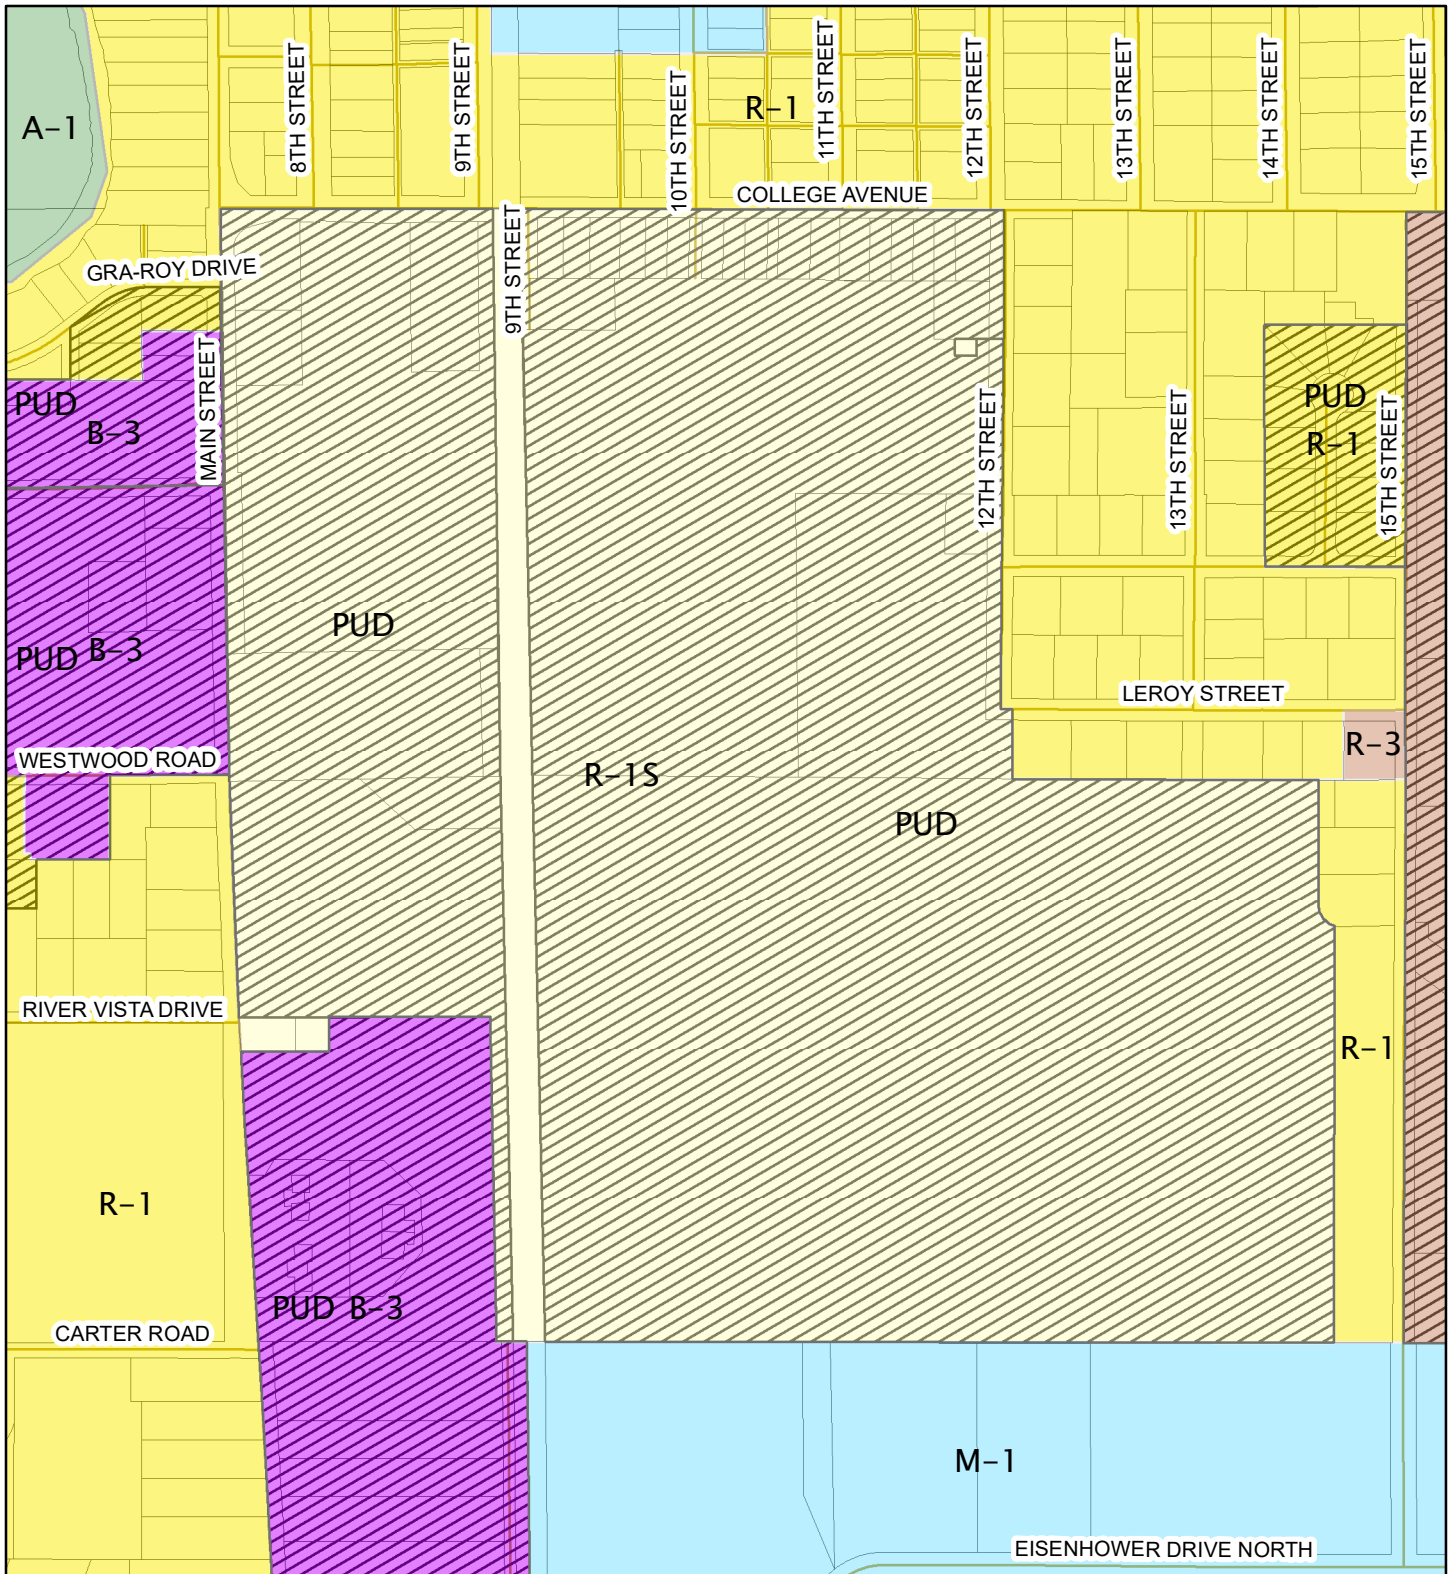 8TH STREET
9TH STREET
10TH STREET
11TH STREET
12TH STREET
13TH STREET
14TH STREET
15TH STREET
A-1
R-1
COLLEGE AVENUE
GRA-ROY DRIVE
9TH STREET
MAIN STREET
PUD
B-3
12TH STREET
13TH STREET
PUD
R-1
15TH STREET
PUD
PUD B-3
LEROY STREET
R-3
WESTWOOD ROAD
R-1S
PUD
RIVER VISTA DRIVE
R-1
R-1
PUD B-3
CARTER ROAD
M-1
EISENHOWER DRIVE NORTH